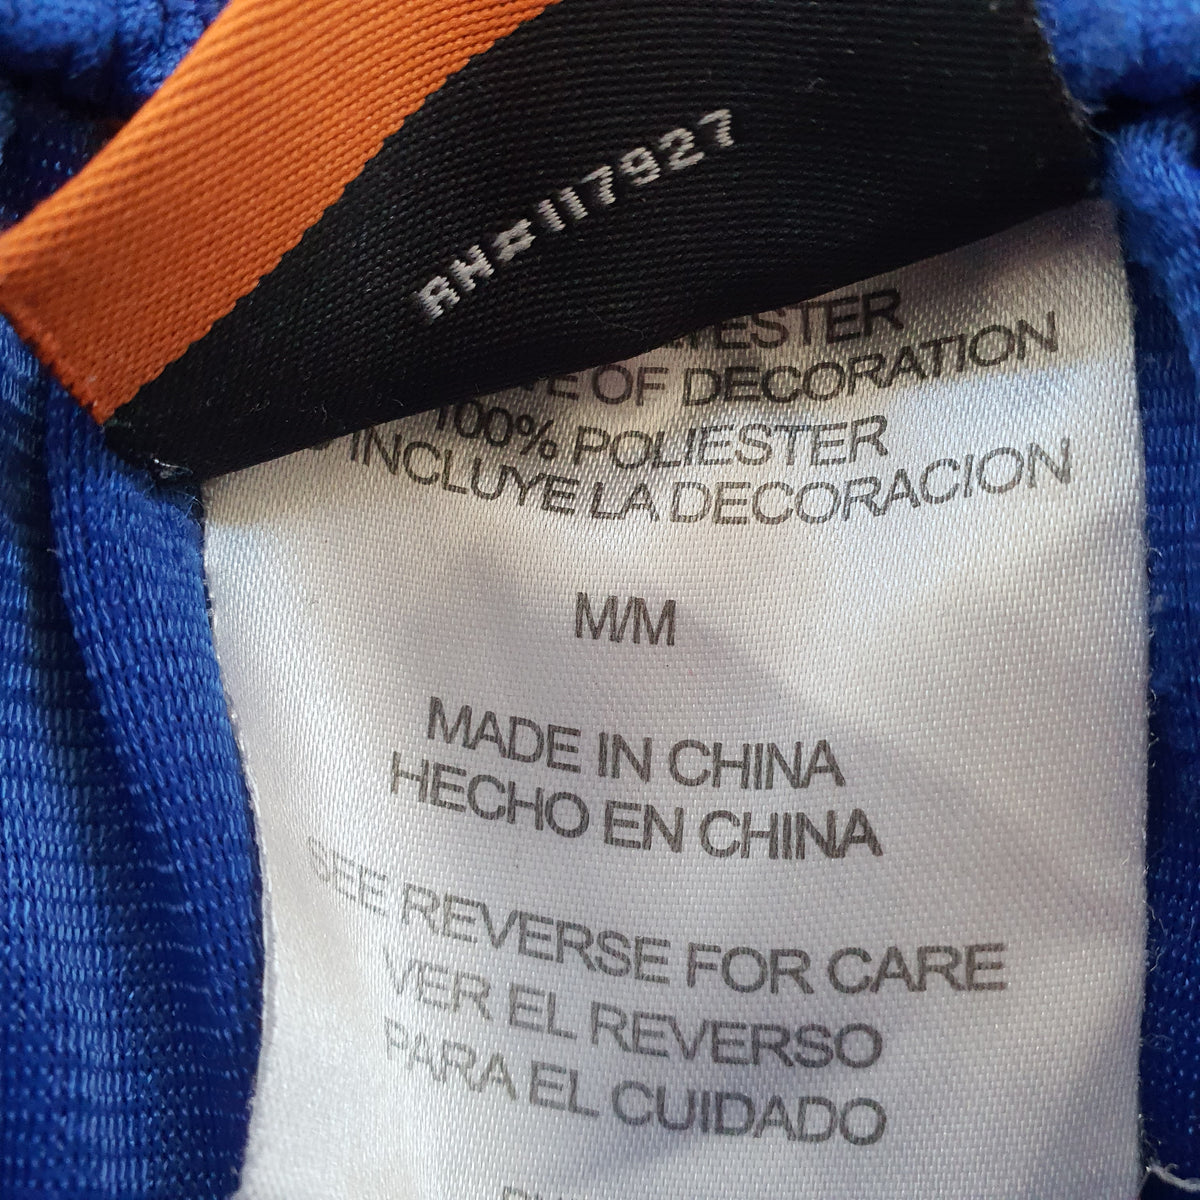 RN#117927
OF DECORATION
100% POLIESTER
INCLUYE LA DECORACION
M/M
MADE IN CHINA
HECHO EN CHINA
SEE REVERSE FOR CARE
VER EL REVERSO
PARA EL CUIDADO